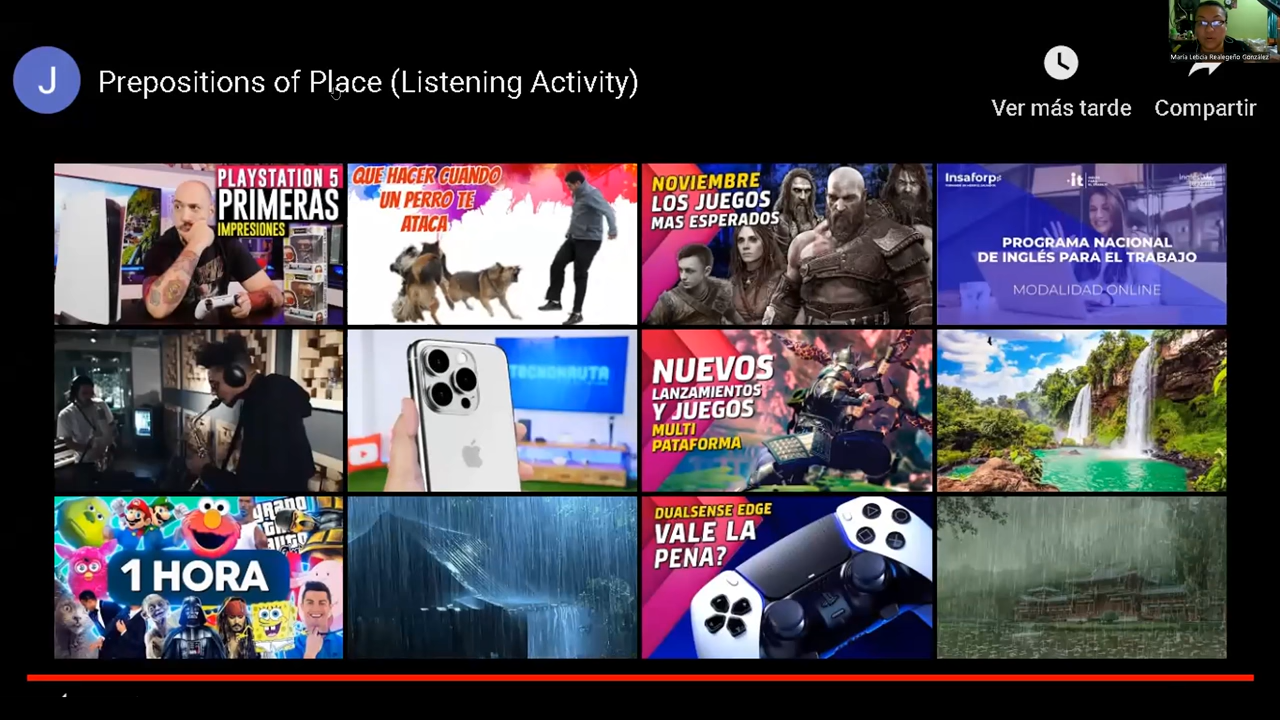 J
Prepositions of Place (Listening Activity)
Ver más tarde
Compartir
María Leticia Realegeño González
PLAYSTATION 5
PRIMERAS
IMPRESIONES
QUE HACER CUANDO
UN PERRO TE
ATACA
NOVIEMBRE
LOS JUEGOS
MAS ESPERADOS
Insaforp
PROGRAMA NACIONAL
DE INGLÉS PARA EL TRABAJO
MODALIDAD ONLINE
TECNONAUTA
NUEVOS
LANZAMIENTOS
Y JUEGOS
MULTI
PATAFORMA
1 HORA
DUALSENSE EDGE
VALE LA
PENA?